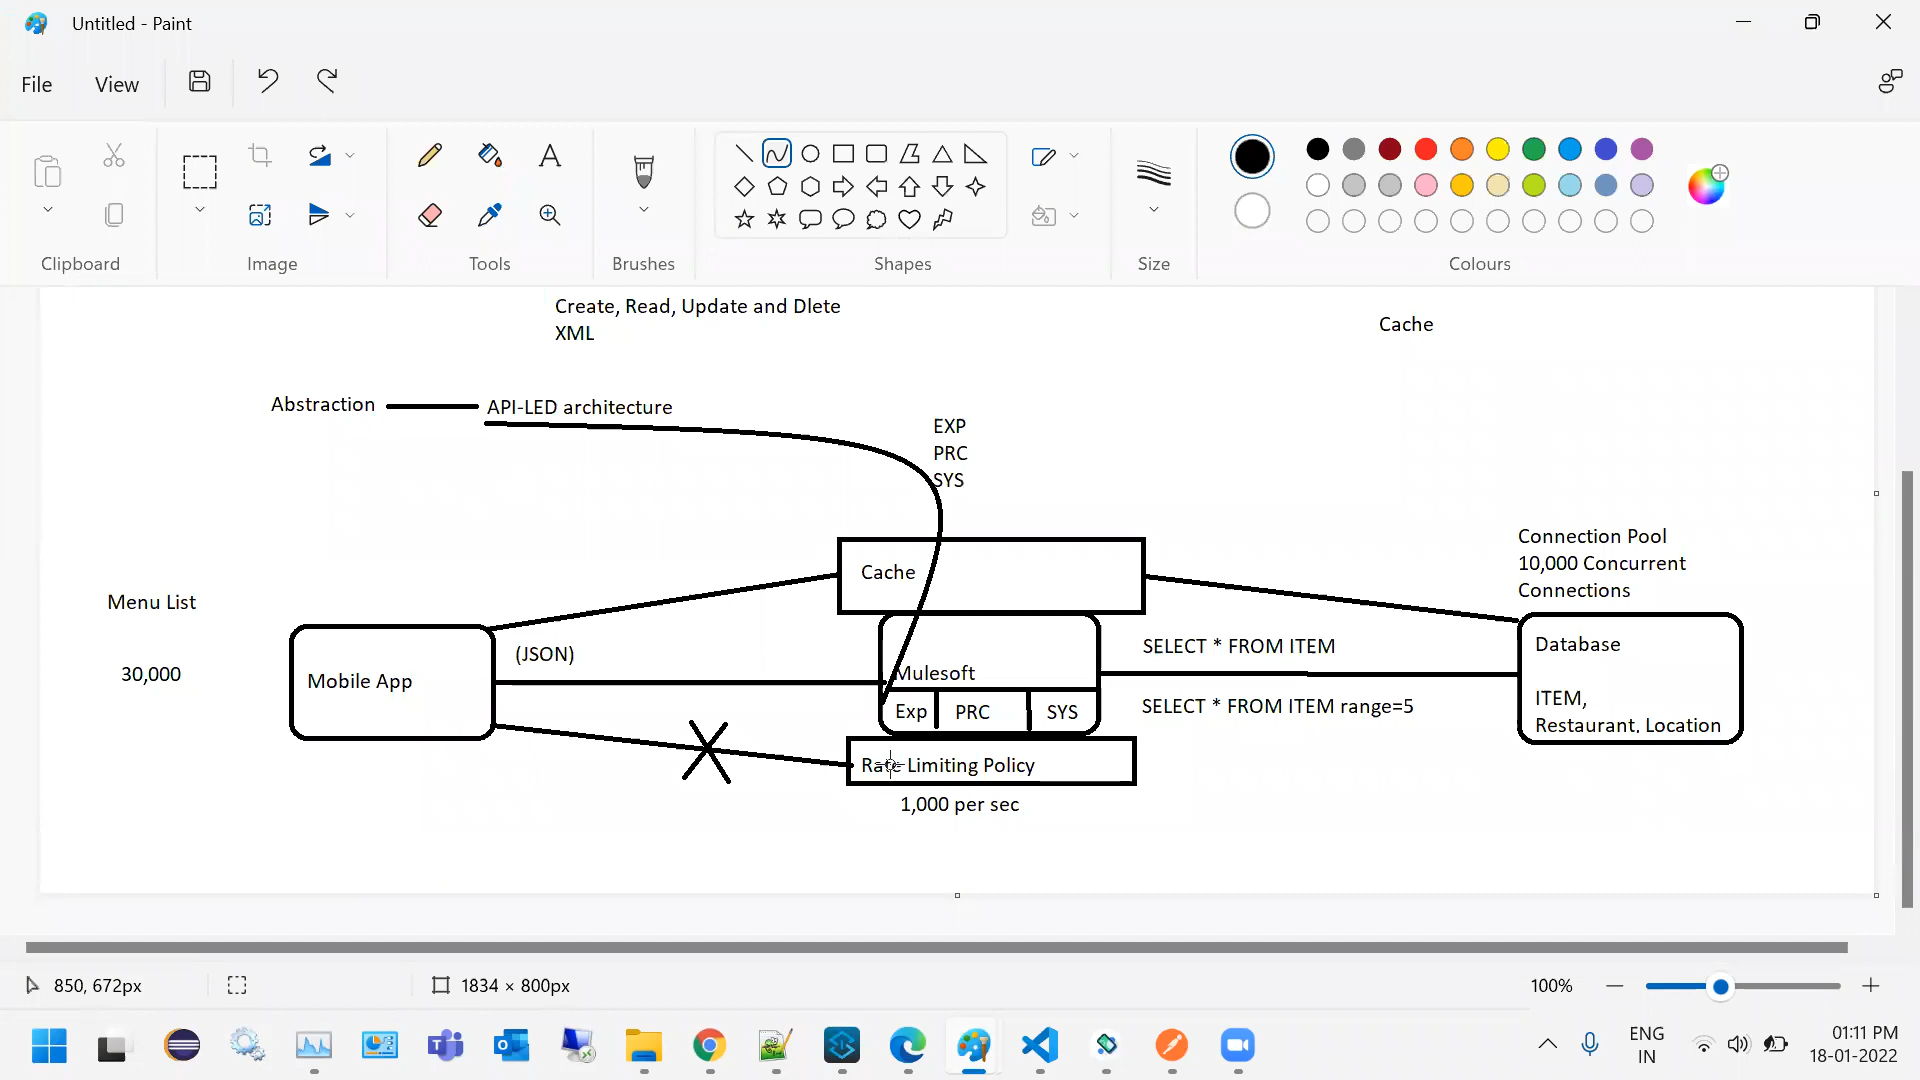 Untitled - Paint
File
View
Clipboard
Image
Tools
Brushes
Shapes
Size
Colours
Create, Read, Update and Dlete
XML
Cache
Abstraction
API-LED architecture
EXP
PRC
SYS
Connection Pool
10,000 Concurrent
Connections
Cache
Menu List
30,000
Mobile App
(JSON)
Mulesoft
Exp
PRC
SYS
SELECT * FROM ITEM
SELECT * FROM ITEM range=5
Database
ITEM,
Restaurant, Location
Rate Limiting Policy
1,000 per sec
850, 672px
1834 × 800px
100%
ENG
IN
01:11 PM
18-01-2022